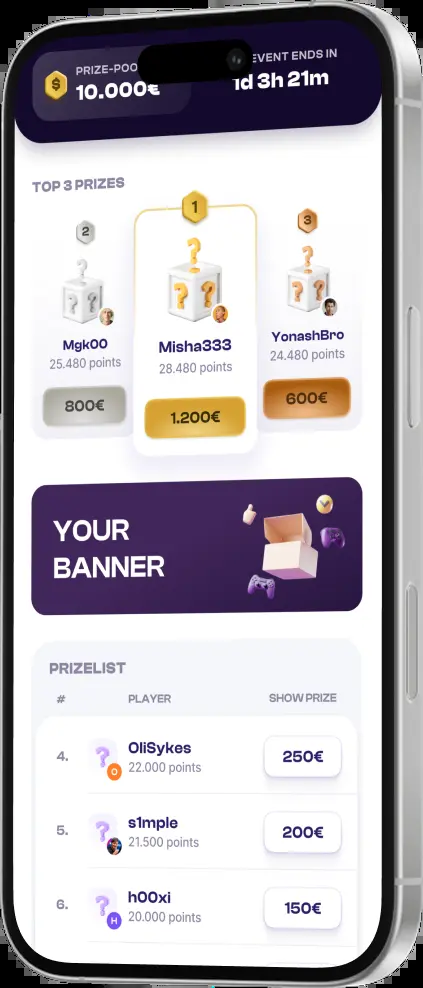 PRIZE-POO
EVENT ENDS IN
10.000€
1d 3h 21m
TOP 3 PRIZES
2
1
3
Mgk00
25.480 points
800€
Misha333
28.480 points
1.200€
YonashBro
24.480 points
600€
YOUR
BANNER
PRIZELIST
# PLAYER SHOW PRIZE
4. OliSykes 250€
O 22.000 points
5. s1mple 200€
21.500 points
6. h00xi 150€
H 20.000 points